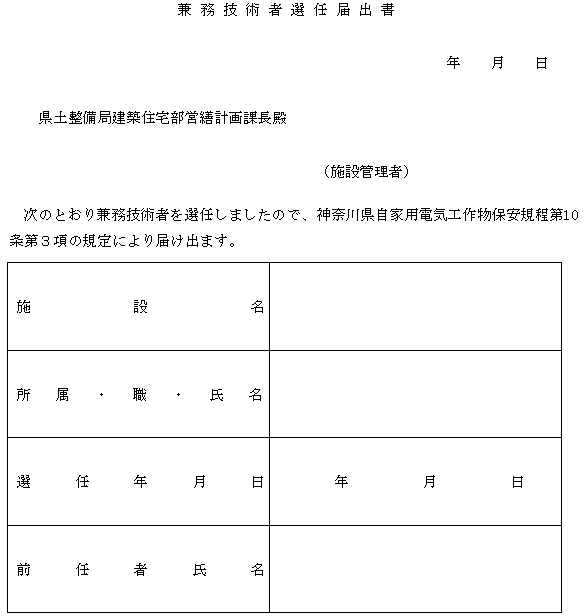 兼務技術者選任届出書
年　月　日
県土整備局建築住宅部営繕計画課長殿
（施設管理者）
次のとおり兼務技術者を選任しましたので、神奈川県自家用電気工作物保安規程第10
条第３項の規定により届け出ます。
施設名
所属・職・氏名
選任年月日　年　月　日
前任者氏名